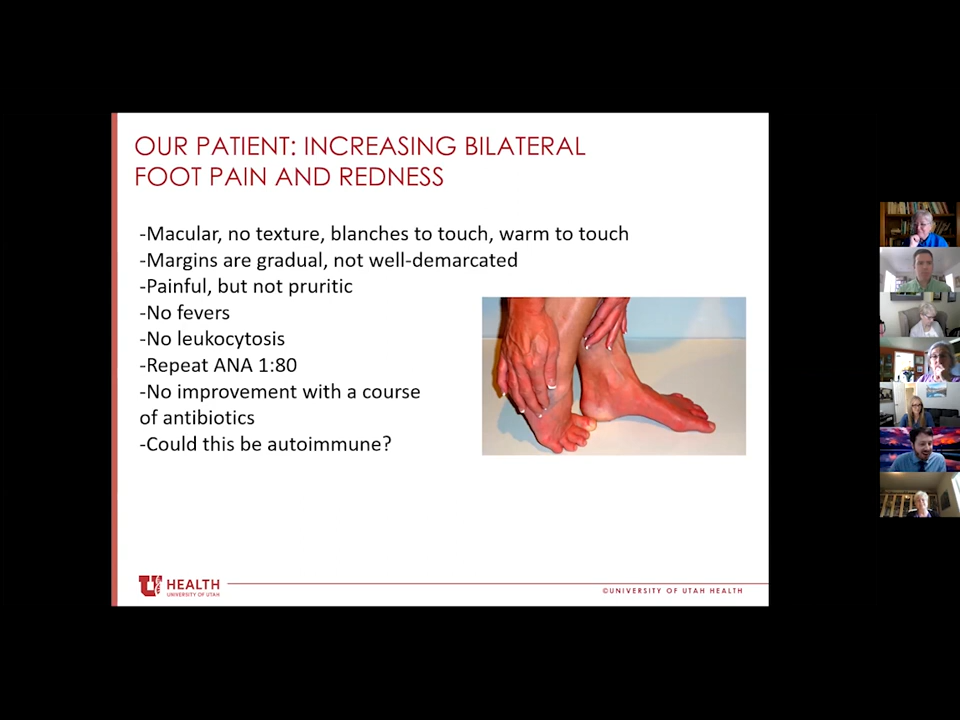 OUR PATIENT: INCREASING BILATERAL
FOOT PAIN AND REDNESS
-Macular, no texture, blanches to touch, warm to touch
-Margins are gradual, not well-demarcated
-Painful, but not pruritic
-No fevers
-No leukocytosis
-Repeat ANA 1:80
-No improvement with a course
of antibiotics
-Could this be autoimmune?
HEALTH
UNIVERSITY OF UTAH
©UNIVERSITY OF UTAH HEALTH